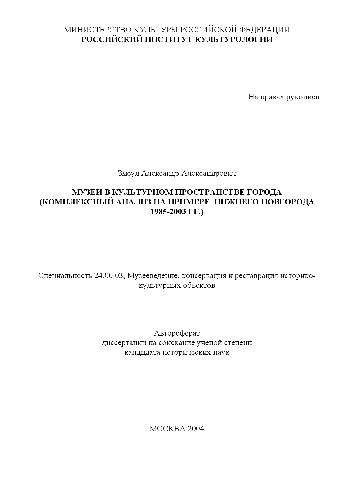 МИНИСТЕРСТВО КУЛЬТУРЫ РОССИЙСКОЙ ФЕДЕРАЦИИ
РОССИЙСКИЙ ИНСТИТУТ КУЛЬТУРОЛОГИИ
На правах рукописи
Александр Александрович
МУЗЕИ В КУЛЬТУРНОМ ПРОСТРАНСТВЕ ГОРОДА
(КОМПЛЕКСНЫЙ АНАЛИЗ НА ПРИМЕРЕ НИЖНЕГО НОВГОРОДА
1985-2003 ГГ.)
Специальность 24.00.03, Музееведение, консервация и реставрация историко-
культурных объектов
Автореферат
диссертации на соискание ученой степени
кандидата исторических наук
МОСКВА 2004